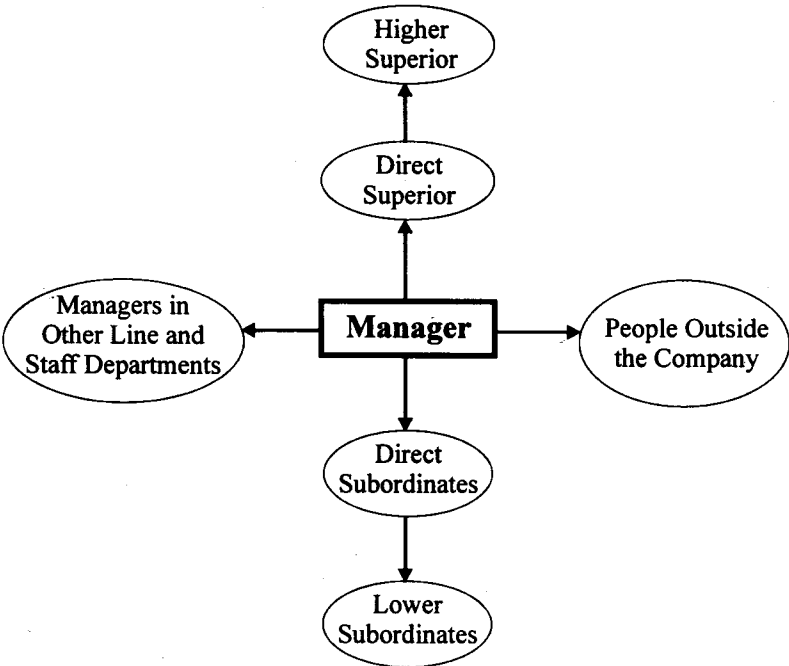 Higher
Superior
Direct
Superior
Managers in
Other Line and
Staff Departments
Manager
People Outside
the Company
Direct
Subordinates
Lower
Subordinates